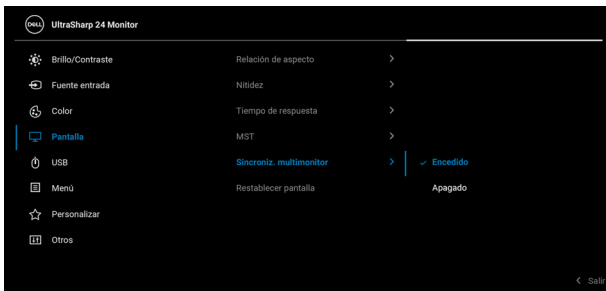 DELL UltraSharp 24 Monitor
Brillo/Contraste Relación de aspecto
Fuente entrada Nitidez
Color Tiempo de respuesta
Pantalla MST
USB Sincroniz. multimonitor Encedido
Menú Restablecer pantalla Apagado
Personalizar
Otros
Salir